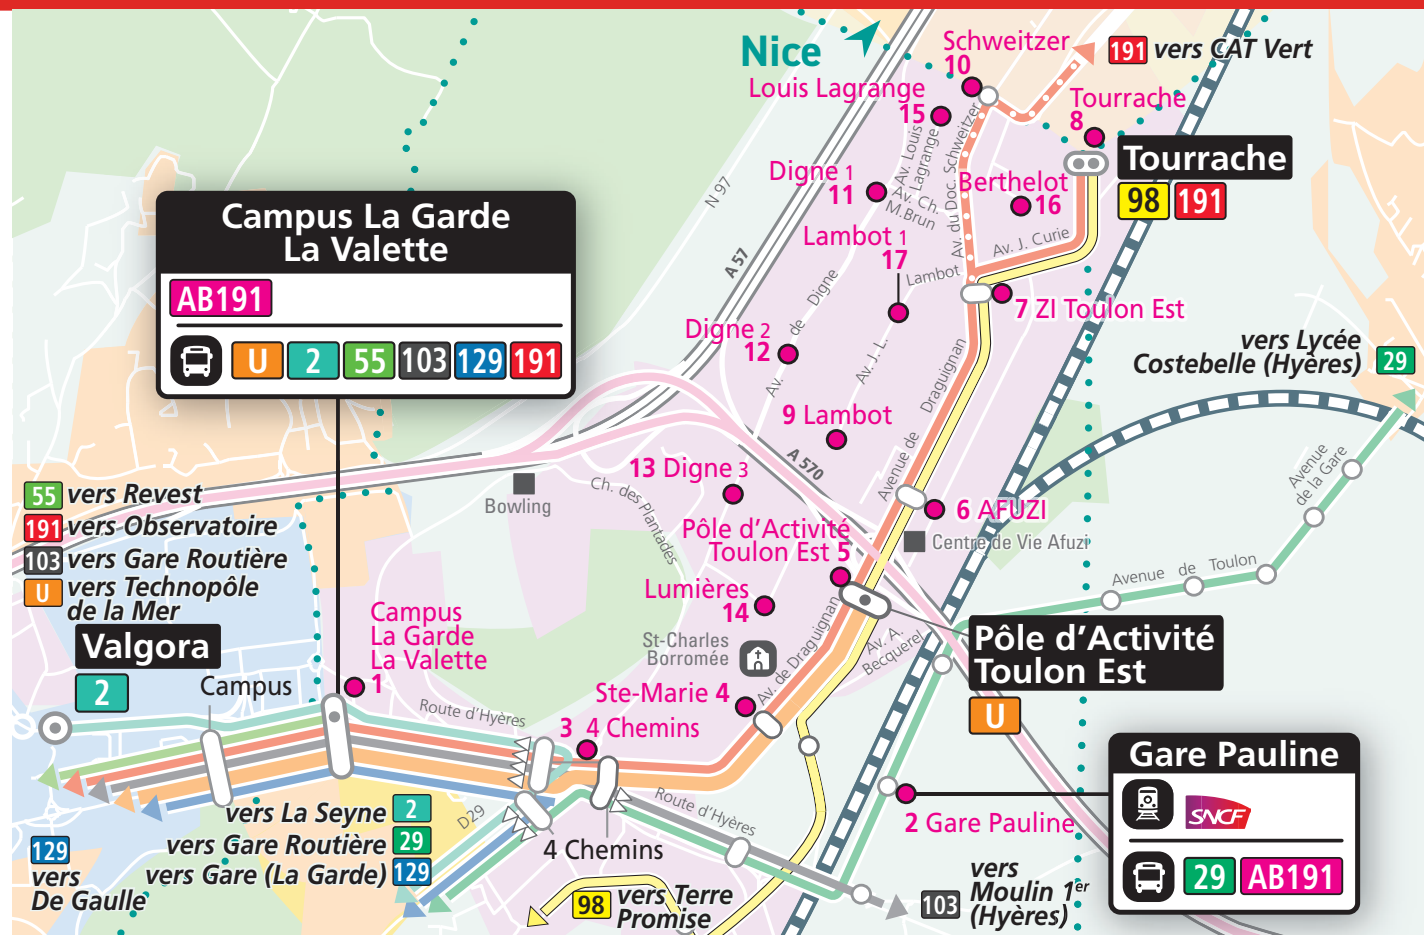 Nice
Schweitzer
10
191 vers CAT Vert
Louis Lagrange
15
Tourrache
8
Av. Louis
Lagrange
Av. du Doc. Schweitzer
Tourrache
98 191
N 97
Digne 1
11
Av. Ch.
M.Brun
Berthelot
16
Campus La Garde
La Valette
AB191
U 2 55 103 129 191
A 57
Lambot 1
17
Av. J. Curie
Lambot
Av. de Digne
7 ZI Toulon Est
Digne 2
12
Av. J. L.
vers Lycée
Costebelle (Hyères) 29
Avenue de Draguignan
9 Lambot
A 570
13 Digne 3
Avenue
de la Gare
55 vers Revest
191 vers Observatoire
103 vers Gare Routière
U vers Technopôle
de la Mer
Bowling
Ch. des Plantades
6 AFUZI
Pôle d’Activité
Toulon Est 5
Centre de Vie Afuzi
Avenue de Toulon
Lumières
14
Campus
La Garde
La Valette
1
Valgora
2
Campus
St-Charles
Borromée
Av. de Draguignan
Av. A.
Becquerel
Pôle d’Activité
Toulon Est
U
Ste-Marie 4
Route d’Hyères
3 4 Chemins
Gare Pauline
SNCF
29 AB191
2 Gare Pauline
Route d’Hyères
D29
vers La Seyne 2
vers Gare Routière 29
vers Gare (La Garde) 129
129
vers
De Gaulle
4 Chemins
98 vers Terre
Promise
103 vers
Moulin 1er
(Hyères)